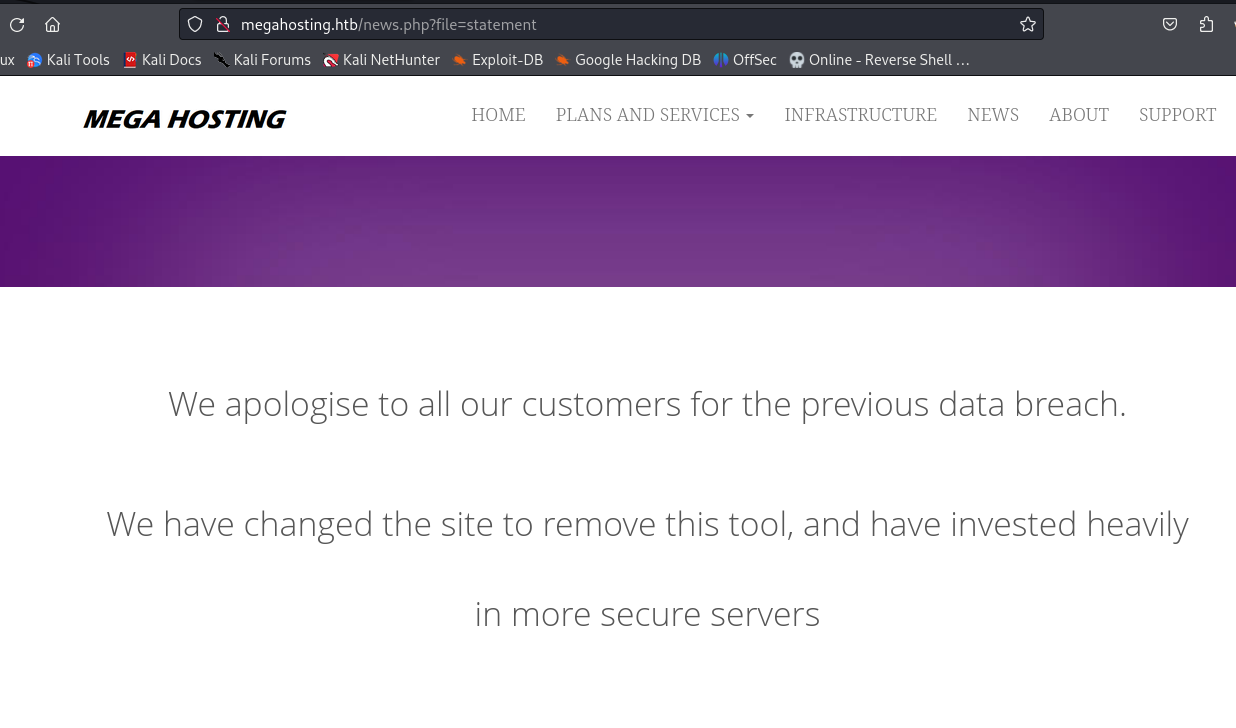 megahosting.htb/news.php?file=statement
ux Kali Tools Kali Docs Kali Forums Kali NetHunter Exploit-DB Google Hacking DB OffSec Online - Reverse Shell ...
MEGA HOSTING HOME PLANS AND SERVICES INFRASTRUCTURE NEWS ABOUT SUPPORT
We apologise to all our customers for the previous data breach.
We have changed the site to remove this tool, and have invested heavily
in more secure servers